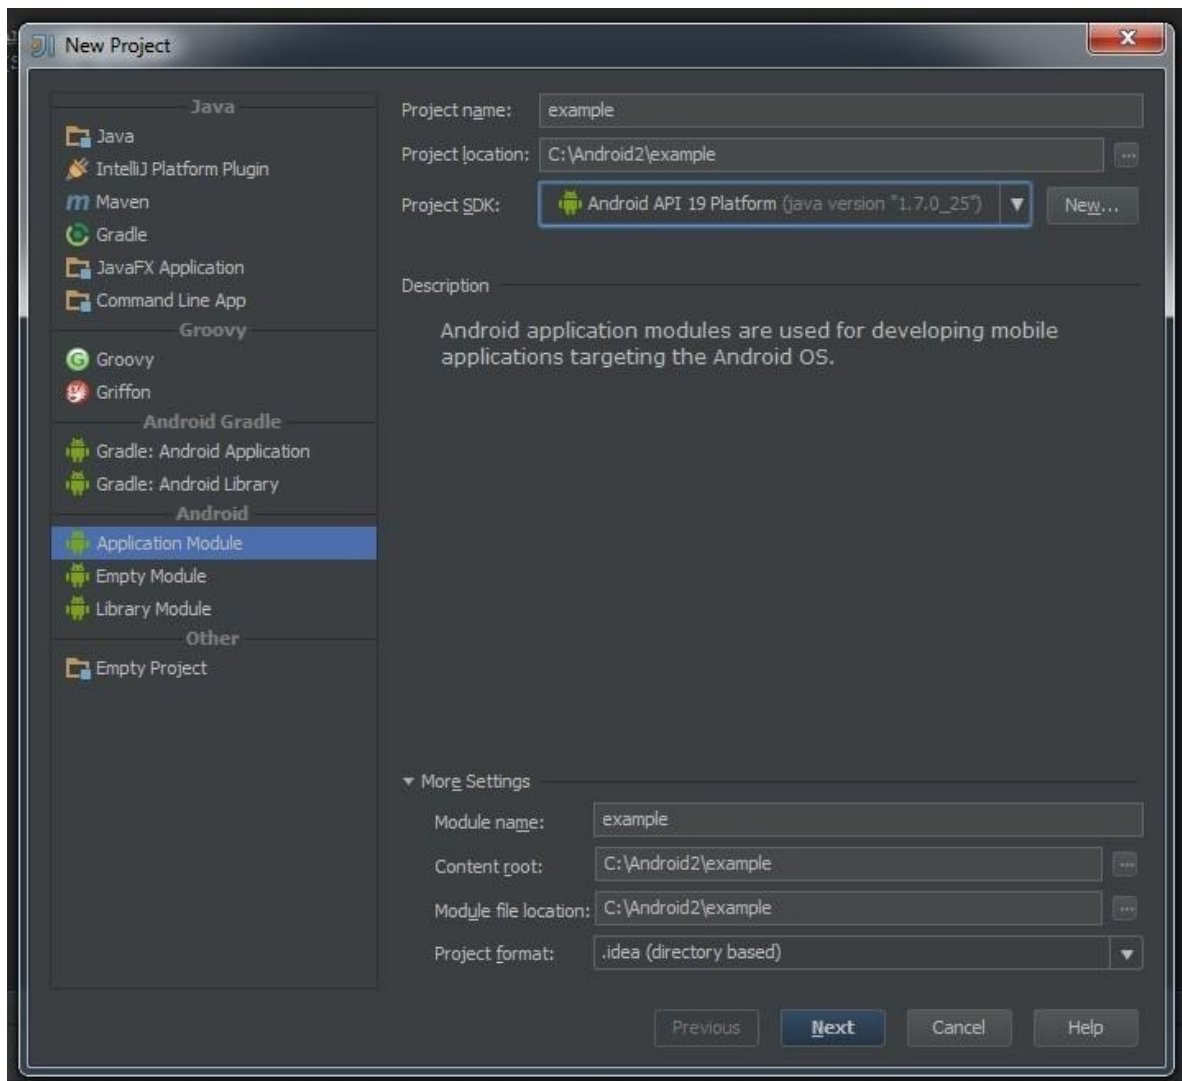 New Project
Java
Java
IntelliJ Platform Plugin
Maven
Gradle
JavaFX Application
Command Line App
Groovy
Groovy
Griffon
Android Gradle
Gradle: Android Application
Gradle: Android Library
Android
Application Module
Empty Module
Library Module
Other
Empty Project
Project name: example
Project location: C:\Android2\example
Project SDK: Android API 19 Platform (java version "1.7.0_25") New...
Description
Android application modules are used for developing mobile
applications targeting the Android OS.
More Settings
Module name: example
Content root: C:\Android2\example
Module file location: C:\Android2\example
Project format: .idea (directory based)
Previous Next Cancel Help